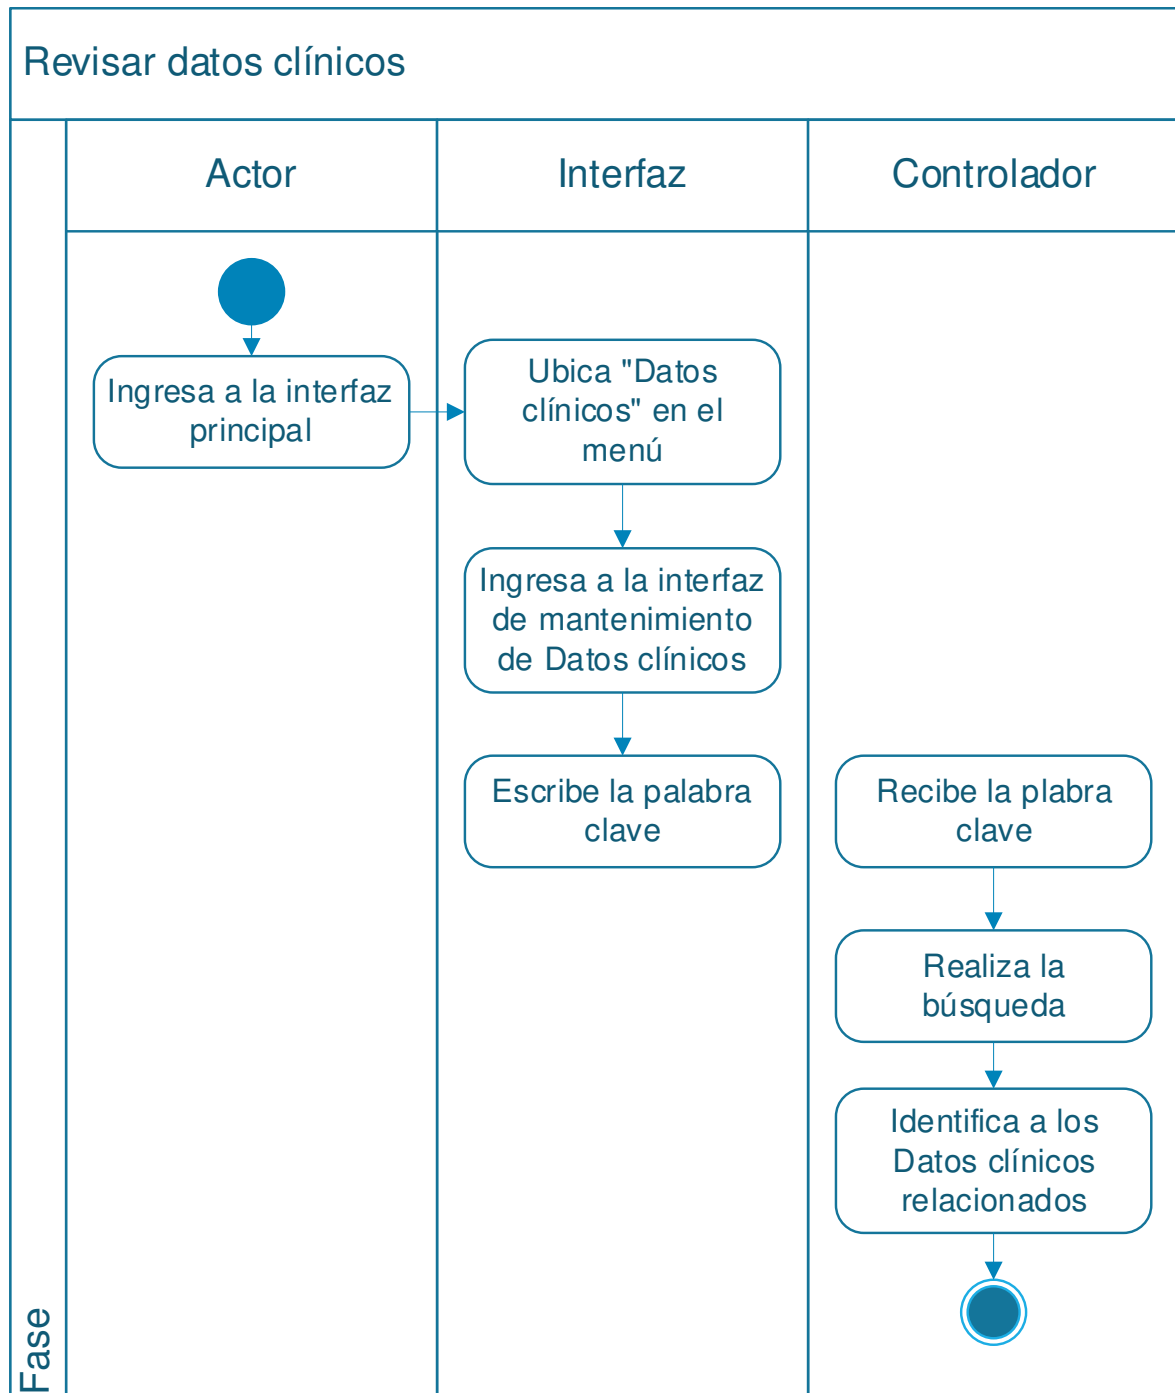 Revisar datos clínicos
Actor
Interfaz
Controlador
Ingresa a la interfaz
principal
Ubica "Datos
clínicos" en el
menú
Ingresa a la interfaz
de mantenimiento
de Datos clínicos
Escribe la palabra
clave
Recibe la plabra
clave
Realiza la
búsqueda
Identifica a los
Datos clínicos
relacionados
Fase